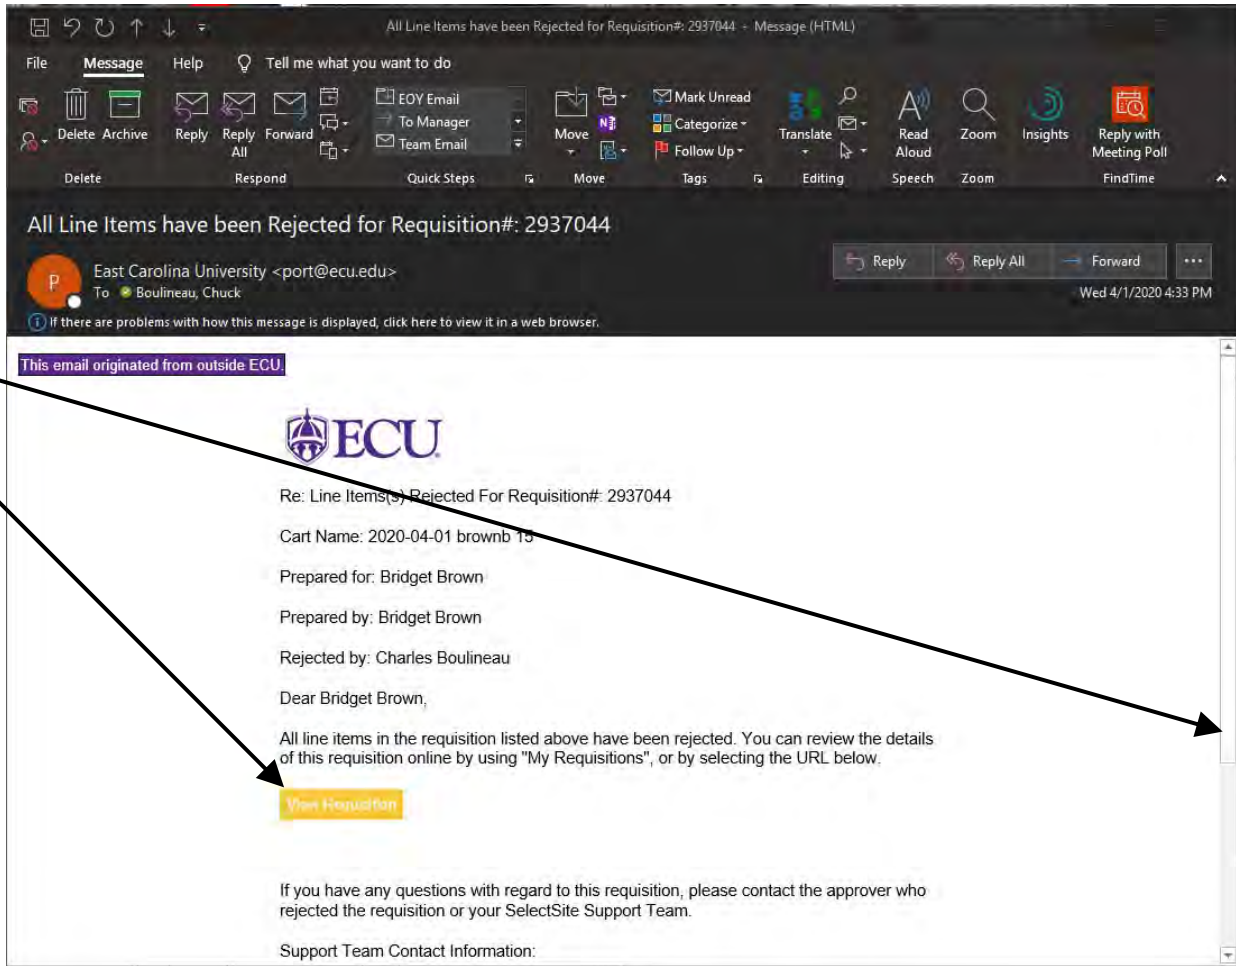 All Line Items have been Rejected for Requisition#: 2937044 - Message (HTML)
File Message Help Tell me what you want to do
EOY Email
To Manager
Team Email
Delete Archive Reply Reply All Forward
Move
Mark Unread
Categorize
Follow Up
Translate
Read Aloud
Zoom
Insights
Reply with Meeting Poll
Delete Respond Quick Steps Move Tags Editing Speech Zoom FindTime
All Line Items have been Rejected for Requisition#: 2937044
P
East Carolina University <port@ecu.edu>
To Boulineau, Chuck
Reply Reply All Forward ...
Wed 4/1/2020 4:33 PM
If there are problems with how this message is displayed, click here to view it in a web browser.
This email originated from outside ECU.
ECU
Re: Line Items(s) Rejected For Requisition#: 2937044
Cart Name: 2020-04-01 brownb 15
Prepared for: Bridget Brown
Prepared by: Bridget Brown
Rejected by: Charles Boulineau
Dear Bridget Brown,
All line items in the requisition listed above have been rejected. You can review the details
of this requisition online by using "My Requisitions", or by selecting the URL below.
View Requisition
If you have any questions with regard to this requisition, please contact the approver who
rejected the requisition or your SelectSite Support Team.
Support Team Contact Information: